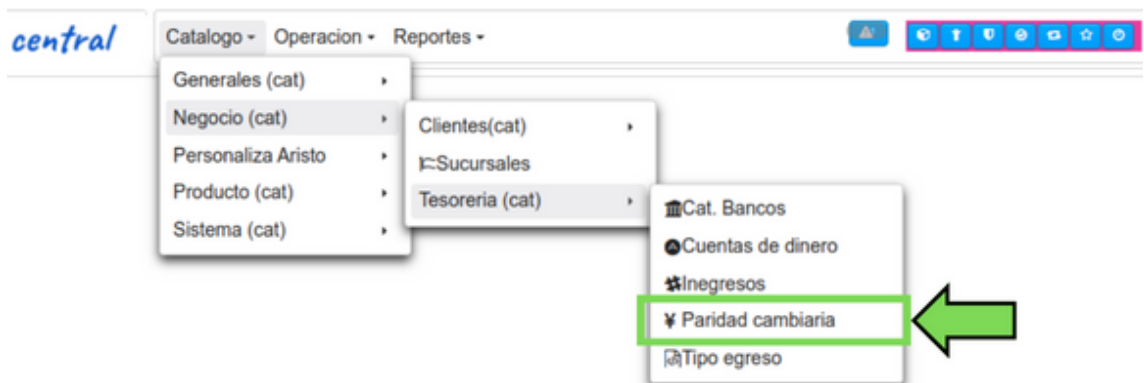 central
Catalogo Operacion Reportes
Generales (cat)
Negocio (cat)
Personaliza Aristo
Producto (cat)
Sistema (cat)
Clientes(cat)
Sucursales
Tesoreria (cat)
Cat. Bancos
Cuentas de dinero
Inegresos
¥ Paridad cambiaria
Tipo egreso